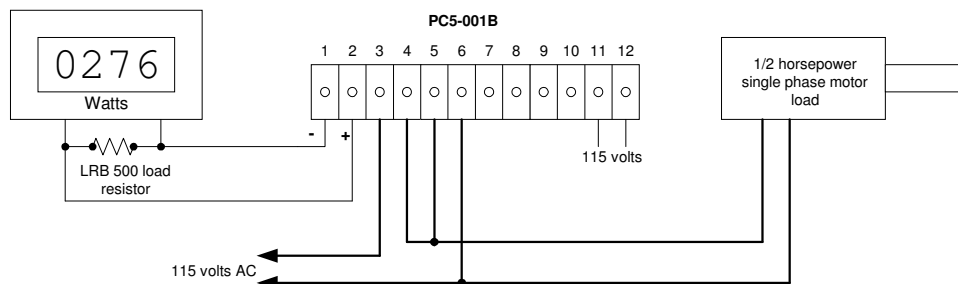 PC5-001B
1 2 3 4 5 6 7 8 9 10 11 12
0276
Watts
- +
LRB 500 load
resistor
115 volts
1/2 horsepower
single phase motor
load
115 volts AC